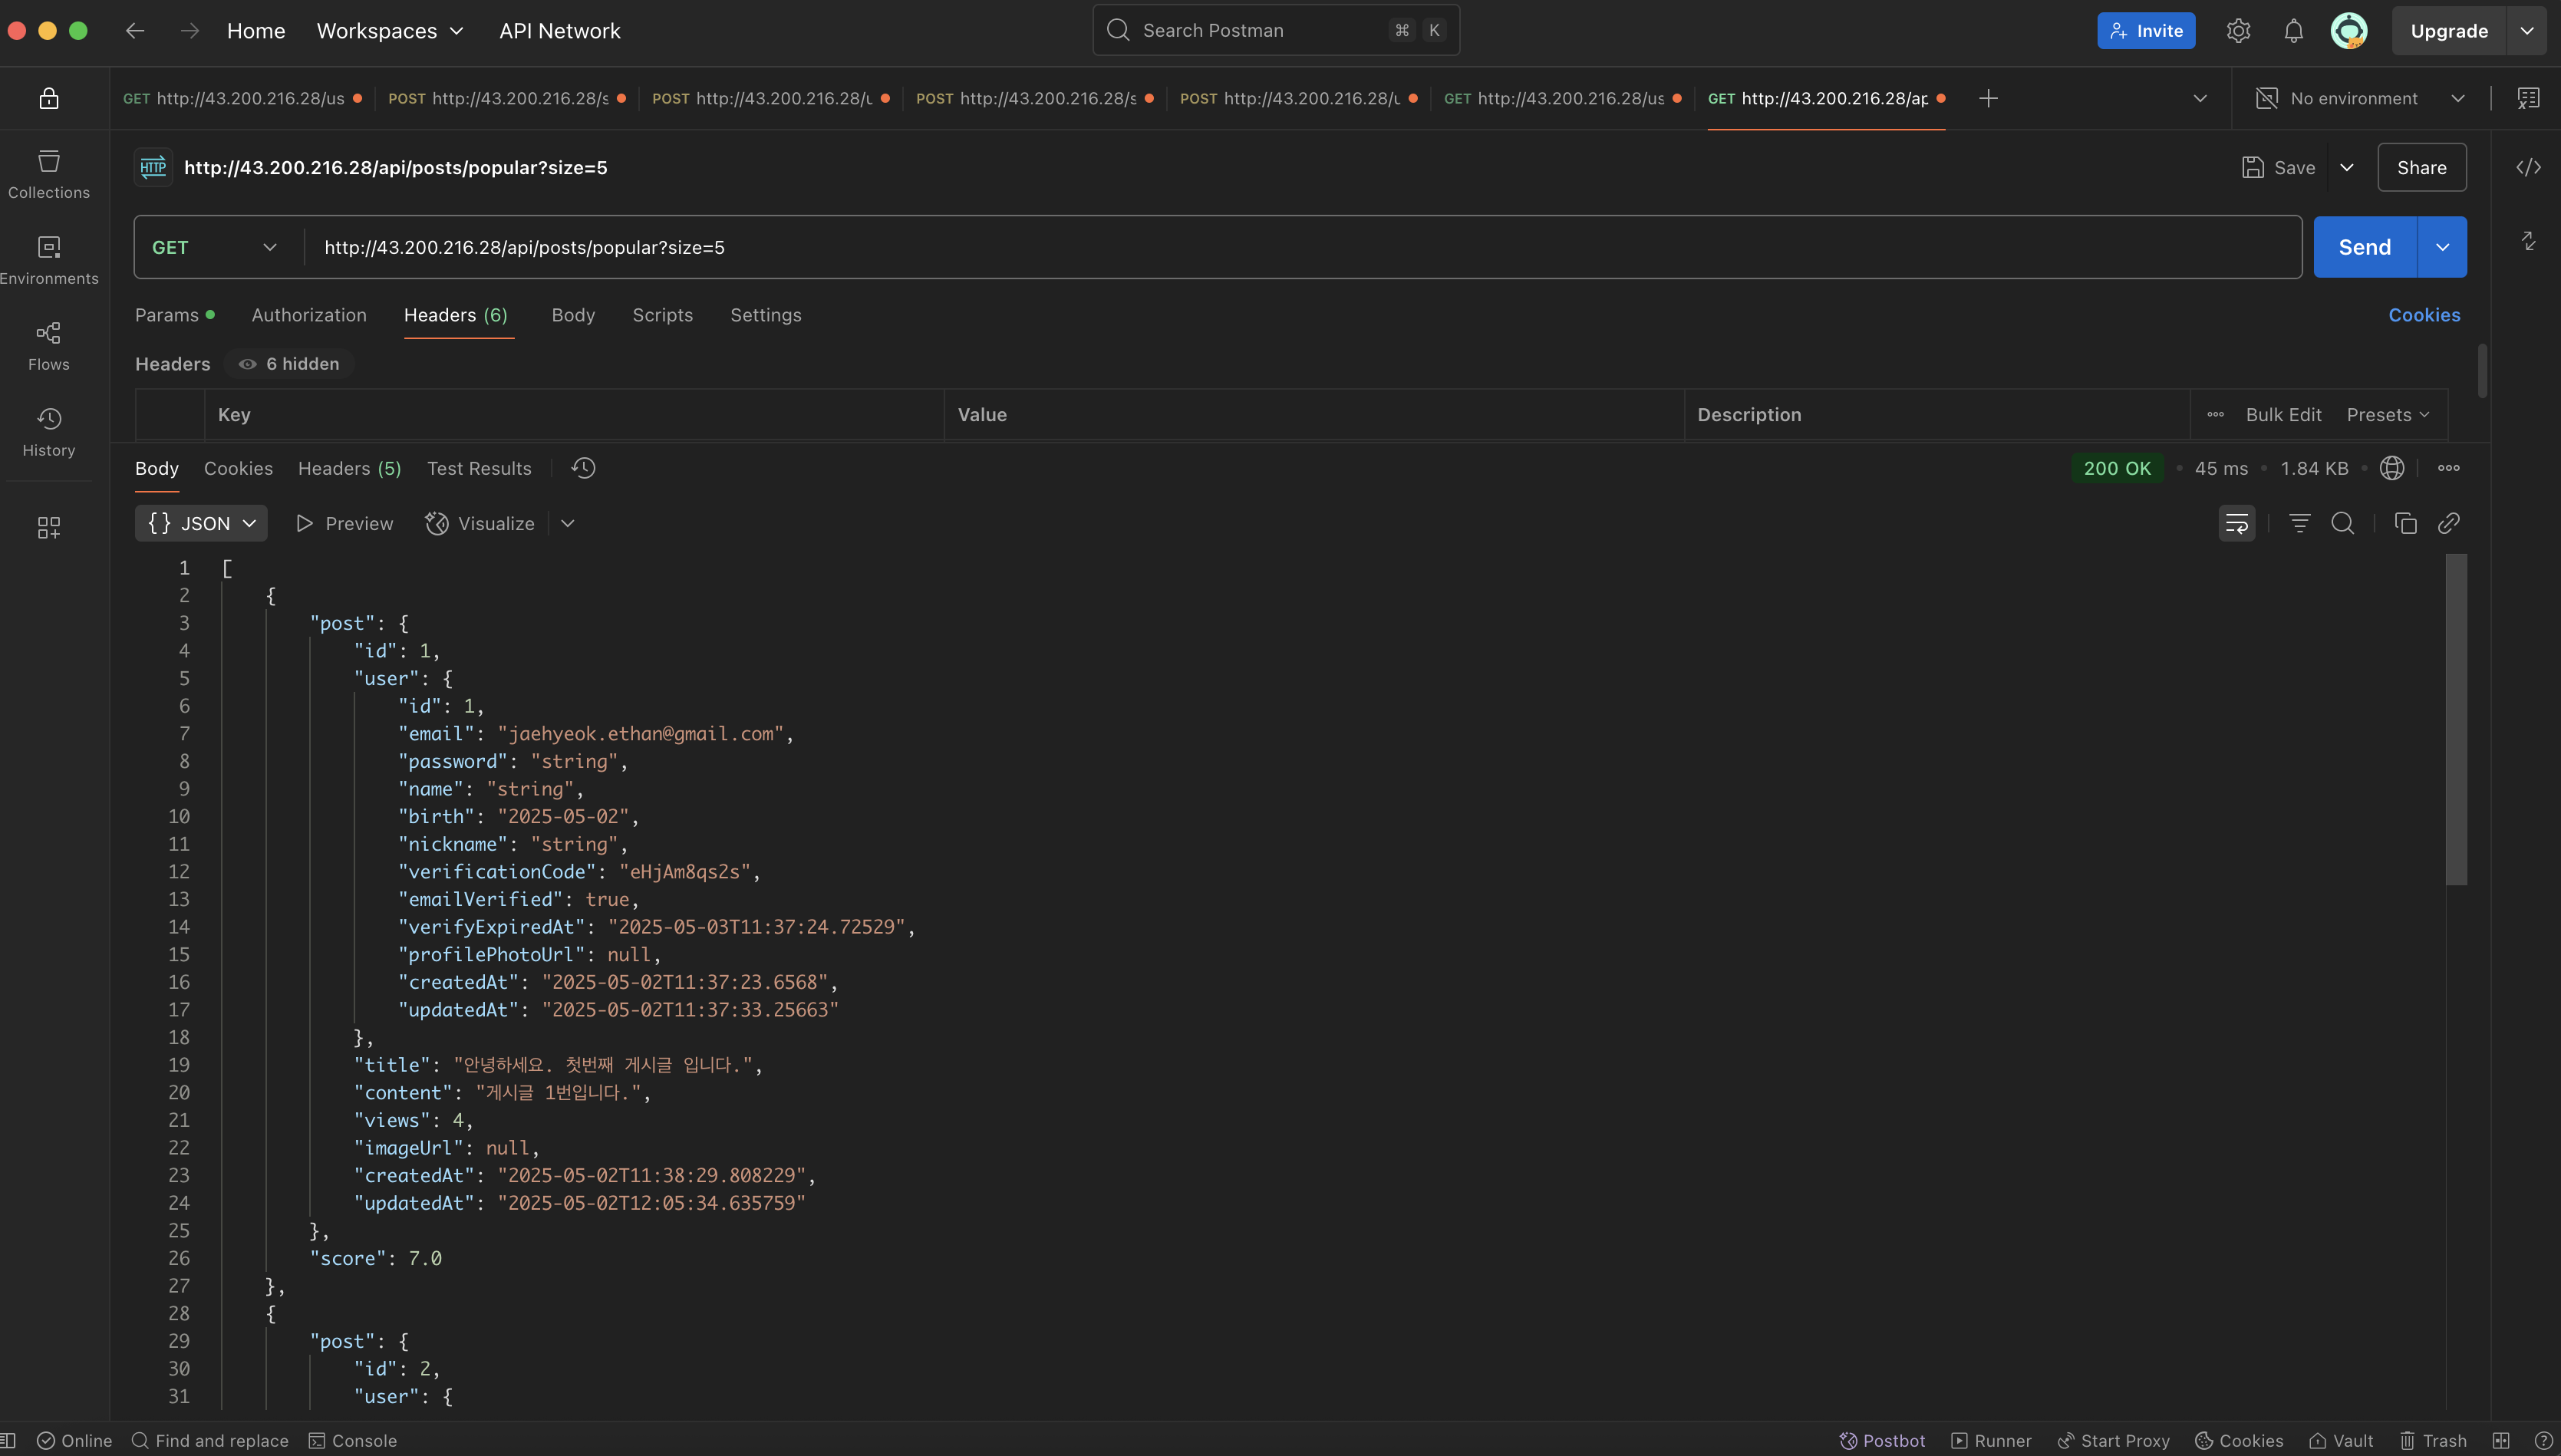 Home Workspaces API Network Search Postman ⌘ K Invite Upgrade
GET http://43.200.216.28/us POST http://43.200.216.28/s POST http://43.200.216.28/u POST http://43.200.216.28/s POST http://43.200.216.28/u GET http://43.200.216.28/us GET http://43.200.216.28/ap No environment
Collections
Environments
Flows
History
HTTP http://43.200.216.28/api/posts/popular?size=5 Save Share
GET http://43.200.216.28/api/posts/popular?size=5 Send
Params Authorization Headers (6) Body Scripts Settings Cookies
Headers 6 hidden
Key Value Description Bulk Edit Presets
Body Cookies Headers (5) Test Results 200 OK 45 ms 1.84 KB
{} JSON Preview Visualize
1 [
2 {
3 "post": {
4 "id": 1,
5 "user": {
6 "id": 1,
7 "email": "jaehyeok.ethan@gmail.com",
8 "password": "string",
9 "name": "string",
10 "birth": "2025-05-02",
11 "nickname": "string",
12 "verificationCode": "eHjAm8qs2s",
13 "emailVerified": true,
14 "verifyExpiredAt": "2025-05-03T11:37:24.72529",
15 "profilePhotoUrl": null,
16 "createdAt": "2025-05-02T11:37:23.6568",
17 "updatedAt": "2025-05-02T11:37:33.25663"
18 },
19 "title": "안녕하세요. 첫번째 게시글 입니다.",
20 "content": "게시글 1번입니다.",
21 "views": 4,
22 "imageUrl": null,
23 "createdAt": "2025-05-02T11:38:29.808229",
24 "updatedAt": "2025-05-02T12:05:34.635759"
25 },
26 "score": 7.0
27 },
28 {
29 "post": {
30 "id": 2,
31 "user": {
Online Find and replace Console Postbot Runner Start Proxy Cookies Vault Trash